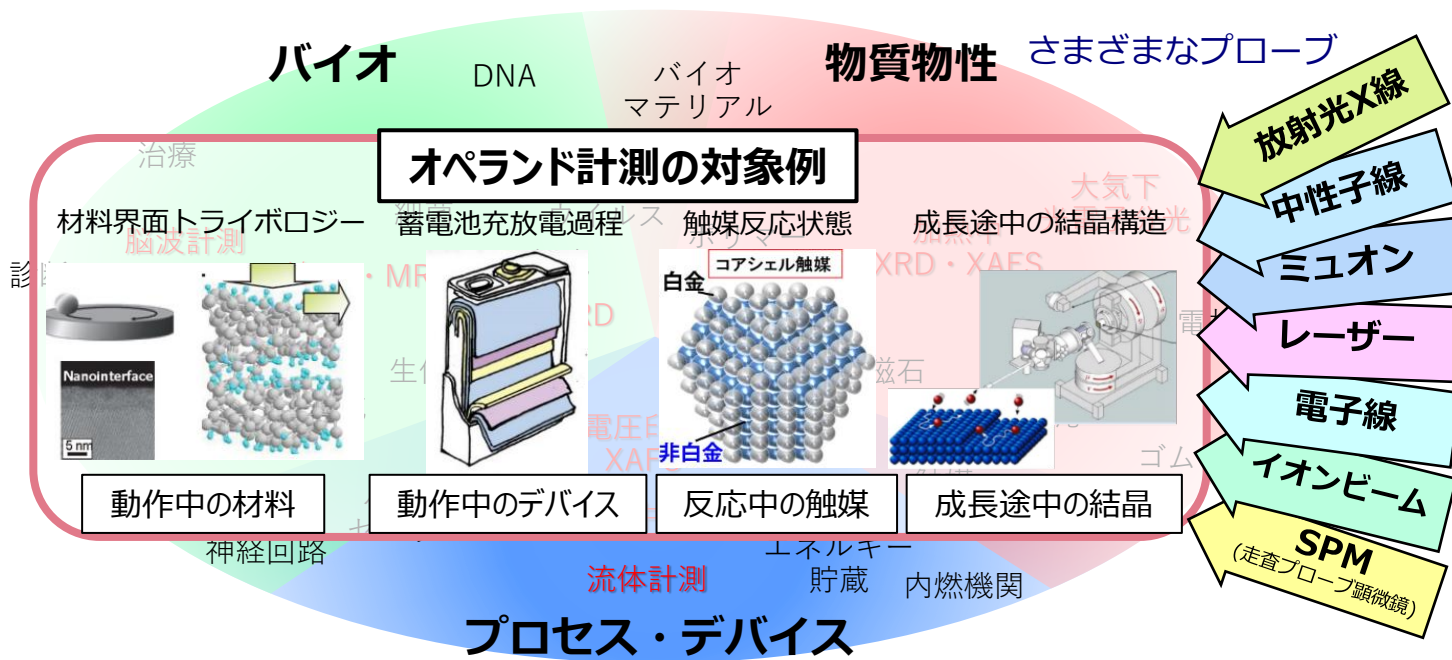 バイオ
DNA
バイオ
マテリアル
物質物性
さまざまなプローブ
放射光X線
中性子線
ミュオン
レーザー
電子線
イオンビーム
SPM
(走査プローブ顕微鏡)
治療
オペランド計測の対象例
大気下
材料界面トライボロジー
蓄電池充放電過程
触媒反応状態
成長途中の結晶構造
脳波計測
XRD・XAFS
コアシェル触媒
白金
Nanointerface
5 nm
非白金
磁石
ゴム
動作中の材料
動作中のデバイス
反応中の触媒
成長途中の結晶
神経回路
エネルギー
貯蔵
流体計測
内燃機関
プロセス・デバイス